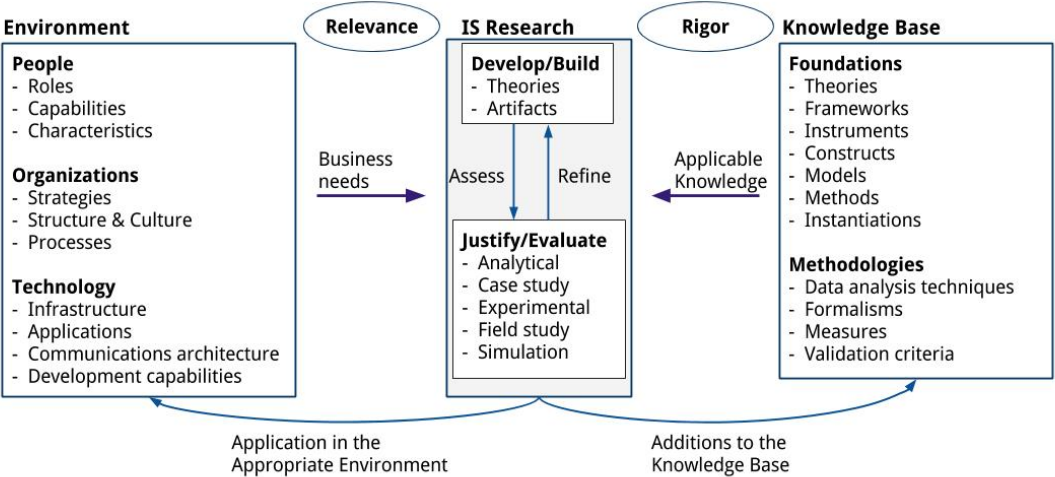 Environment
People
- Roles
- Capabilities
- Characteristics
Organizations
- Strategies
- Structure & Culture
- Processes
Technology
- Infrastructure
- Applications
- Communications architecture
- Development capabilities
Relevance
Business
needs
IS Research
Develop/Build
- Theories
- Artifacts
Assess
Refine
Justify/Evaluate
- Analytical
- Case study
- Experimental
- Field study
- Simulation
Rigor
Applicable
Knowledge
Knowledge Base
Foundations
- Theories
- Frameworks
- Instruments
- Constructs
- Models
- Methods
- Instantiations
Methodologies
- Data analysis techniques
- Formalisms
- Measures
- Validation criteria
Application in the
Appropriate Environment
Additions to the
Knowledge Base